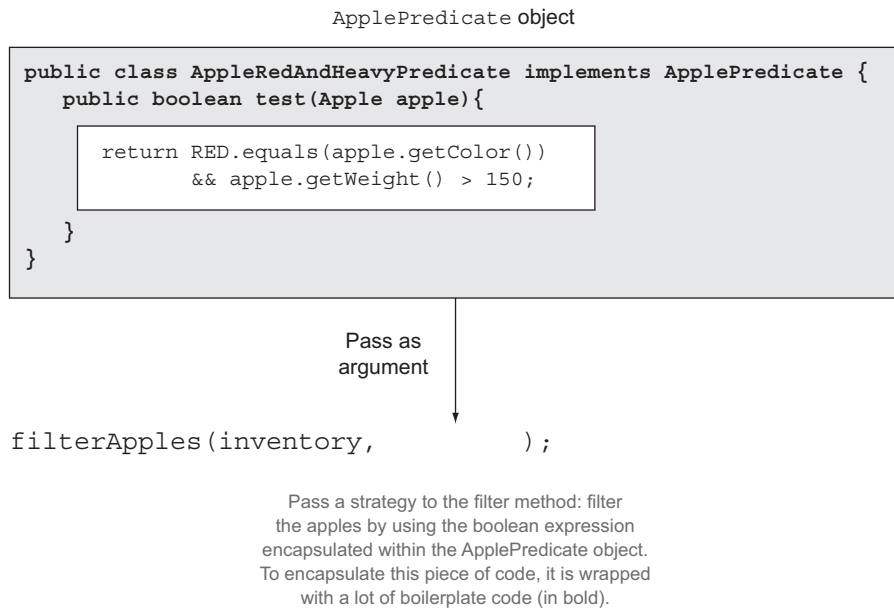 ApplePredicate object
public class AppleRedAndHeavyPredicate implements ApplePredicate {
public boolean test(Apple apple){
return RED.equals(apple.getColor())
&& apple.getWeight() > 150;
}
}
Pass as
argument
filterApples(inventory, );
Pass a strategy to the filter method: filter
the apples by using the boolean expression
encapsulated within the ApplePredicate object.
To encapsulate this piece of code, it is wrapped
with a lot of boilerplate code (in bold).